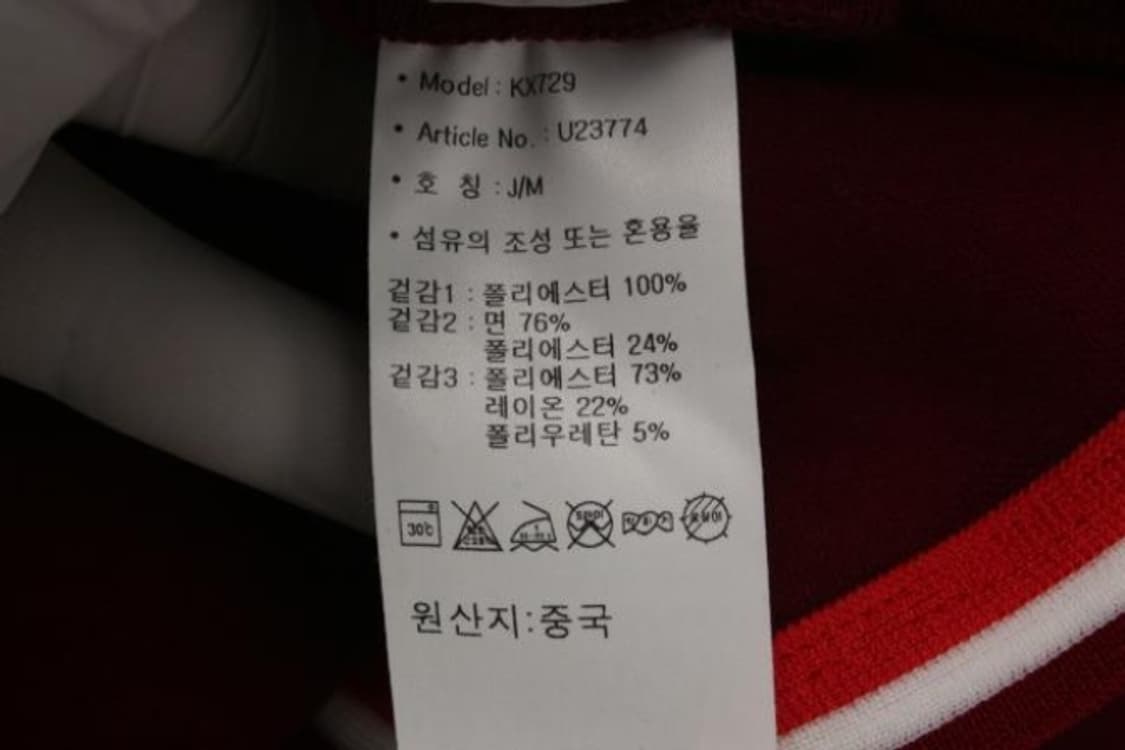 • Model : KX729
• Article No. : U23774
• 호 칭 : J/M
• 섬유의 조성 또는 혼용율
겉감1 : 폴리에스터 100%
겉감2 : 면 76%
폴리에스터 24%
겉감3 : 폴리에스터 73%
레이온 22%
폴리우레탄 5%
30℃ 드라이
원산지:중국